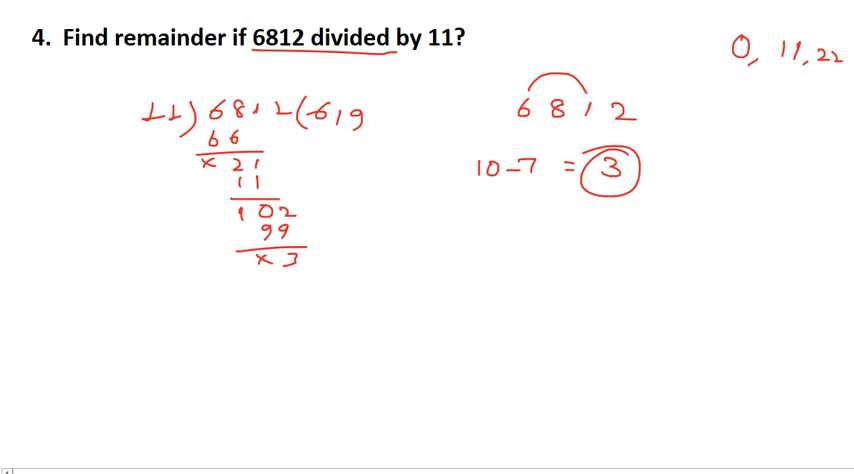 4. Find remainder if 6812 divided by 11?
0, 11, 22
11) 6812 (619
66
x 21
11
102
99
x 3
6 8 1 2
10-7 = 3